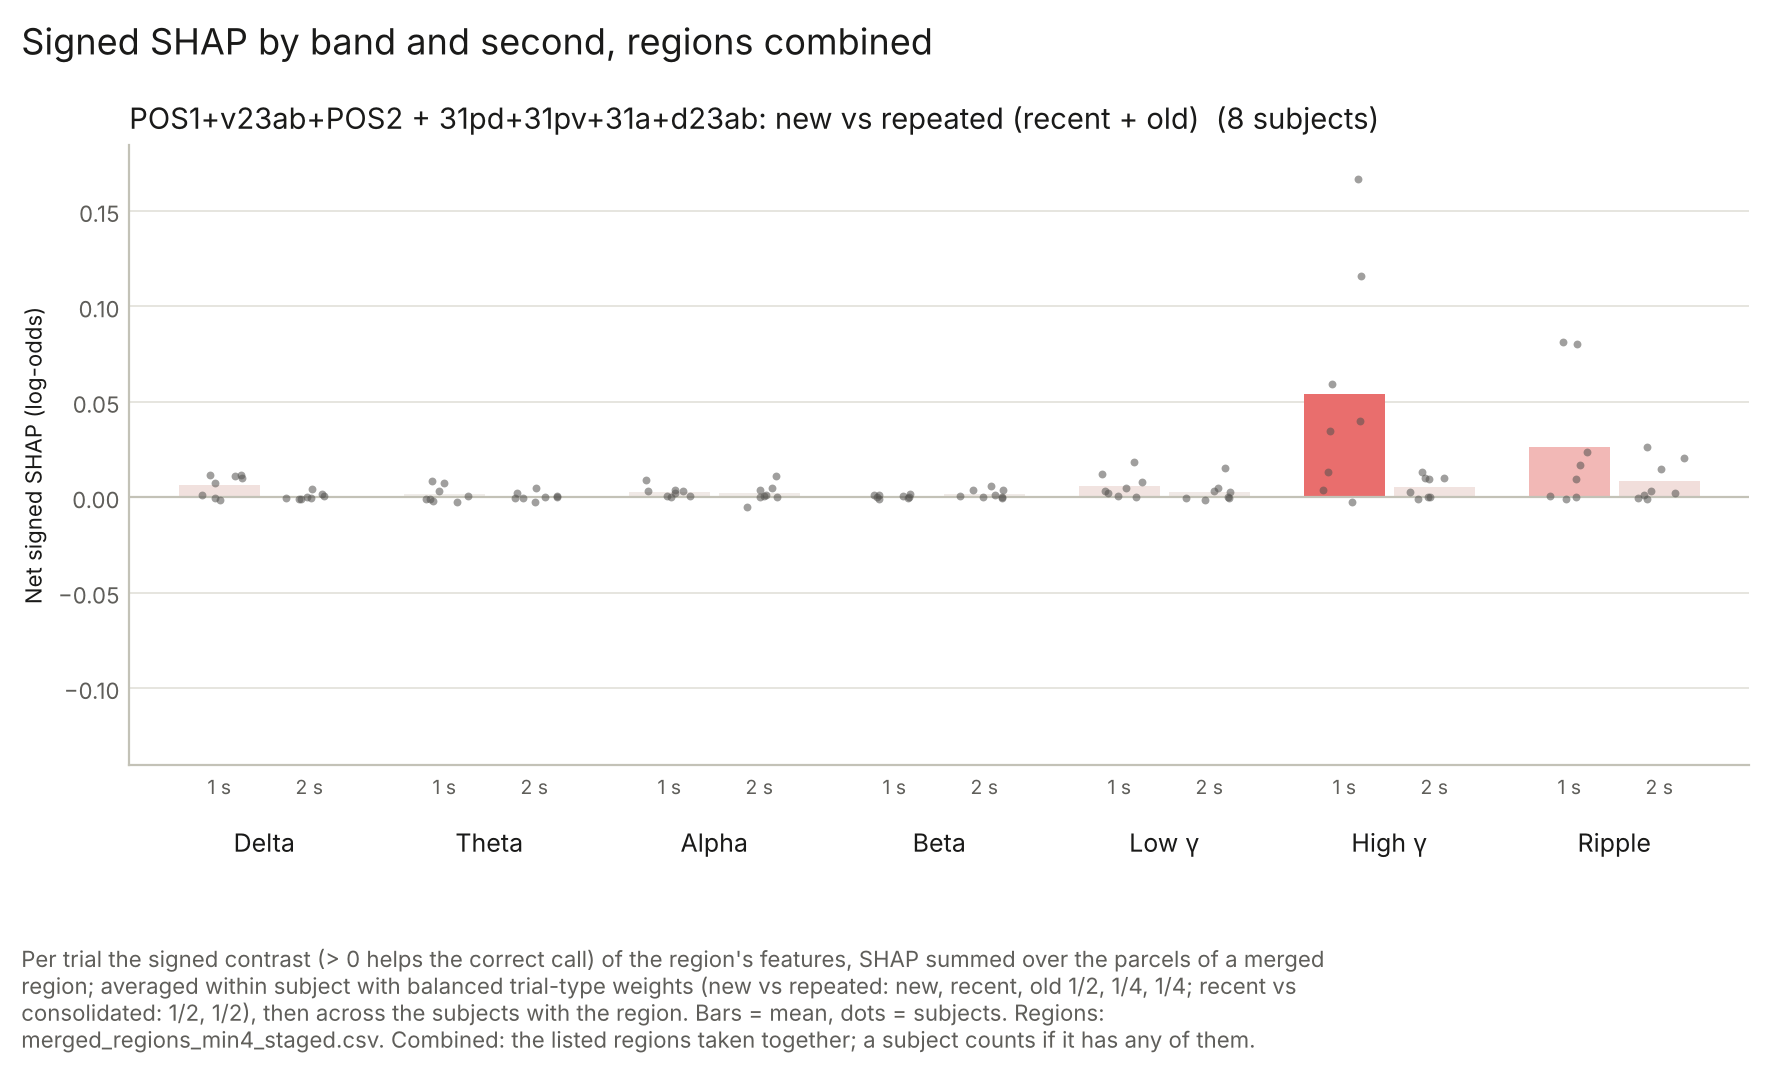 Signed SHAP by band and second, regions combined
POS1+v23ab+POS2 + 31pd+31pv+31a+d23ab: new vs repeated (recent + old)  (8 subjects)
Net signed SHAP (log-odds)
0.15
0.10
0.05
0.00
−0.05
−0.10
1 s 2 s 1 s 2 s 1 s 2 s 1 s 2 s 1 s 2 s 1 s 2 s 1 s 2 s
Delta Theta Alpha Beta Low γ High γ Ripple
Per trial the signed contrast (> 0 helps the correct call) of the region's features, SHAP summed over the parcels of a merged
region; averaged within subject with balanced trial-type weights (new vs repeated: new, recent, old 1/2, 1/4, 1/4; recent vs
consolidated: 1/2, 1/2), then across the subjects with the region. Bars = mean, dots = subjects. Regions:
merged_regions_min4_staged.csv. Combined: the listed regions taken together; a subject counts if it has any of them.